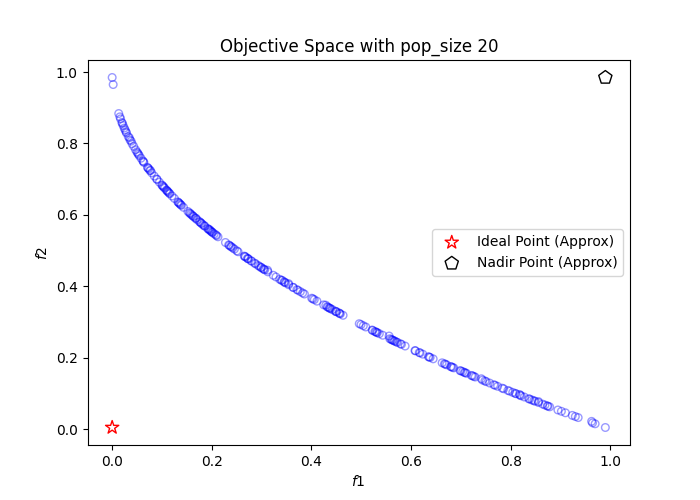 Objective Space with pop_size 20
f2
1.0
0.8
0.6
0.4
0.2
0.0
Ideal Point (Approx)
Nadir Point (Approx)
0.0 0.2 0.4 0.6 0.8 1.0
f1